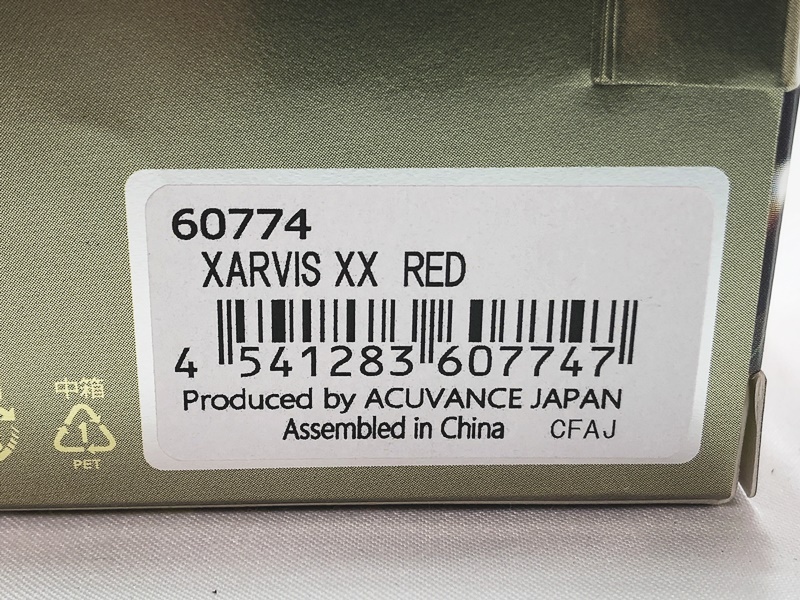 60774
XARVIS XX RED
4 541283 607747
Produced by ACUVANCE JAPAN
Assembled in China CFAJ
中箱
1
PET